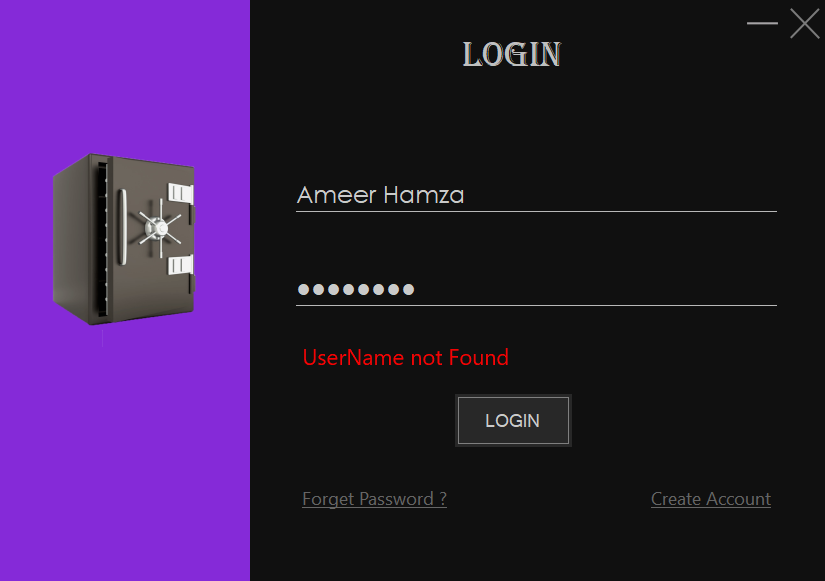 LOGIN
Ameer Hamza
●●●●●●●●
UserName not Found
LOGIN
Forget Password ?
Create Account